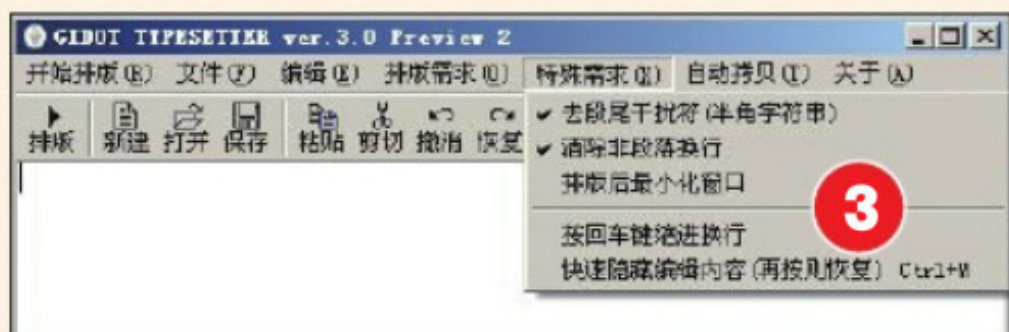 GIDOT TYPESETTER ver.3.0 Preview 2
开始排版(B) 文件(F) 编辑(E) 排版需求(Q) 特殊需求(X) 自动拷贝(T) 关于(A)
排版 新建 打开 保存 粘贴 剪切 撤消 恢复
去段尾干扰符(半角字符串)
消除非段落换行
排版后最小化窗口
3
按回车键缩进换行
快速隐藏编辑内容(再按则恢复) Ctrl+M